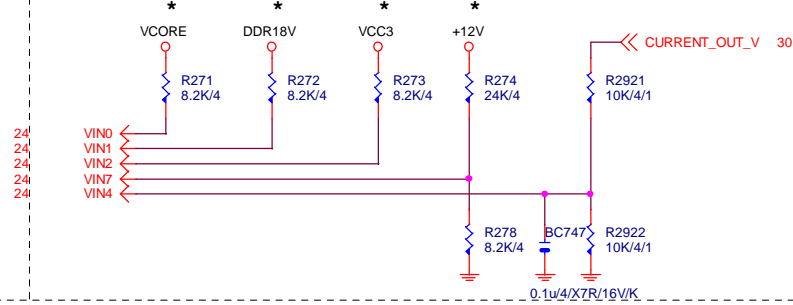 * * * *
VCORE DDR18V VCC3 +12V
CURRENT_OUT_V 30
R271 R272 R273 R274 R2921
8.2K/4 8.2K/4 8.2K/4 24K/4 10K/4/1
24 VIN0
24 VIN1
24 VIN2
24 VIN7
24 VIN4
R278 BC747 R2922
8.2K/4 10K/4/1
0.1u/4/X7R/16V/K